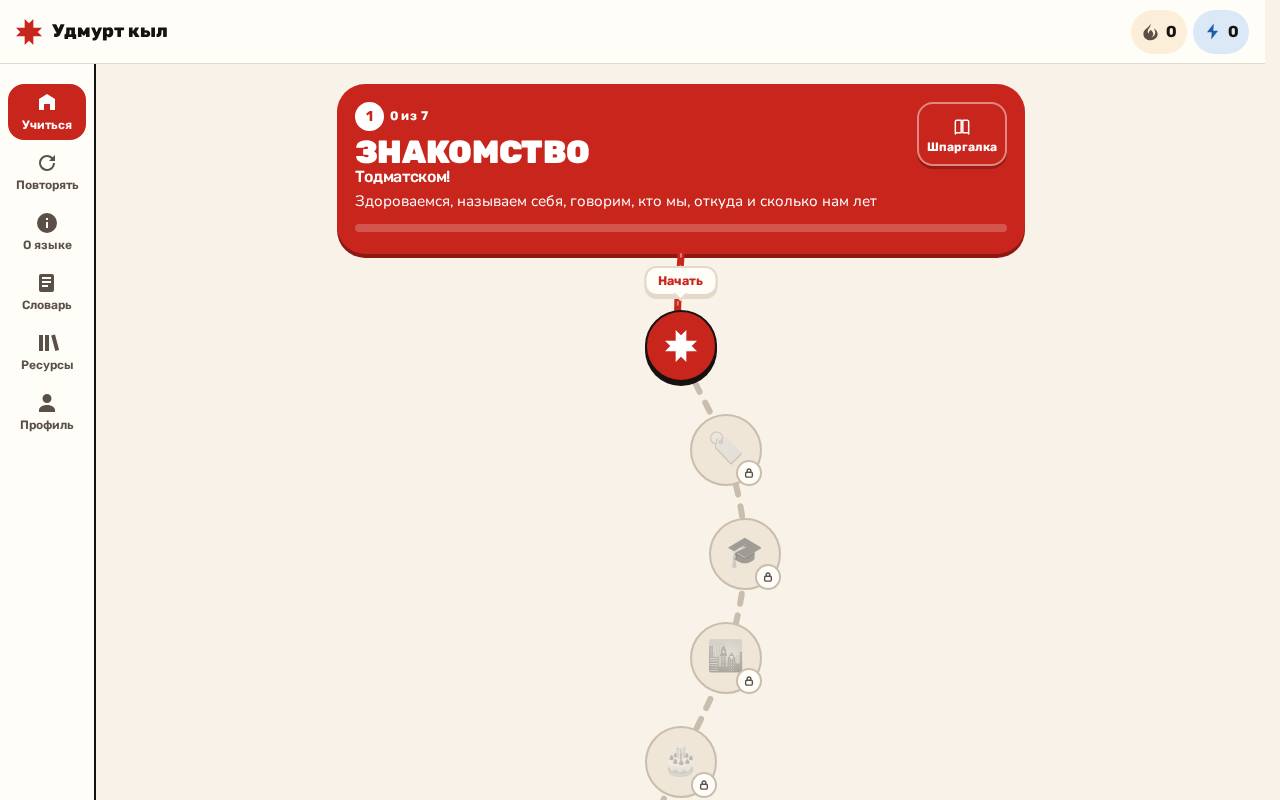 Удмурт кыл
0
0
Учиться
Повторять
О языке
Словарь
Ресурсы
Профиль
1
0 из 7
ЗНАКОМСТВО
Тодматском!
Здороваемся, называем себя, говорим, кто мы, откуда и сколько нам лет
Шпаргалка
Начать